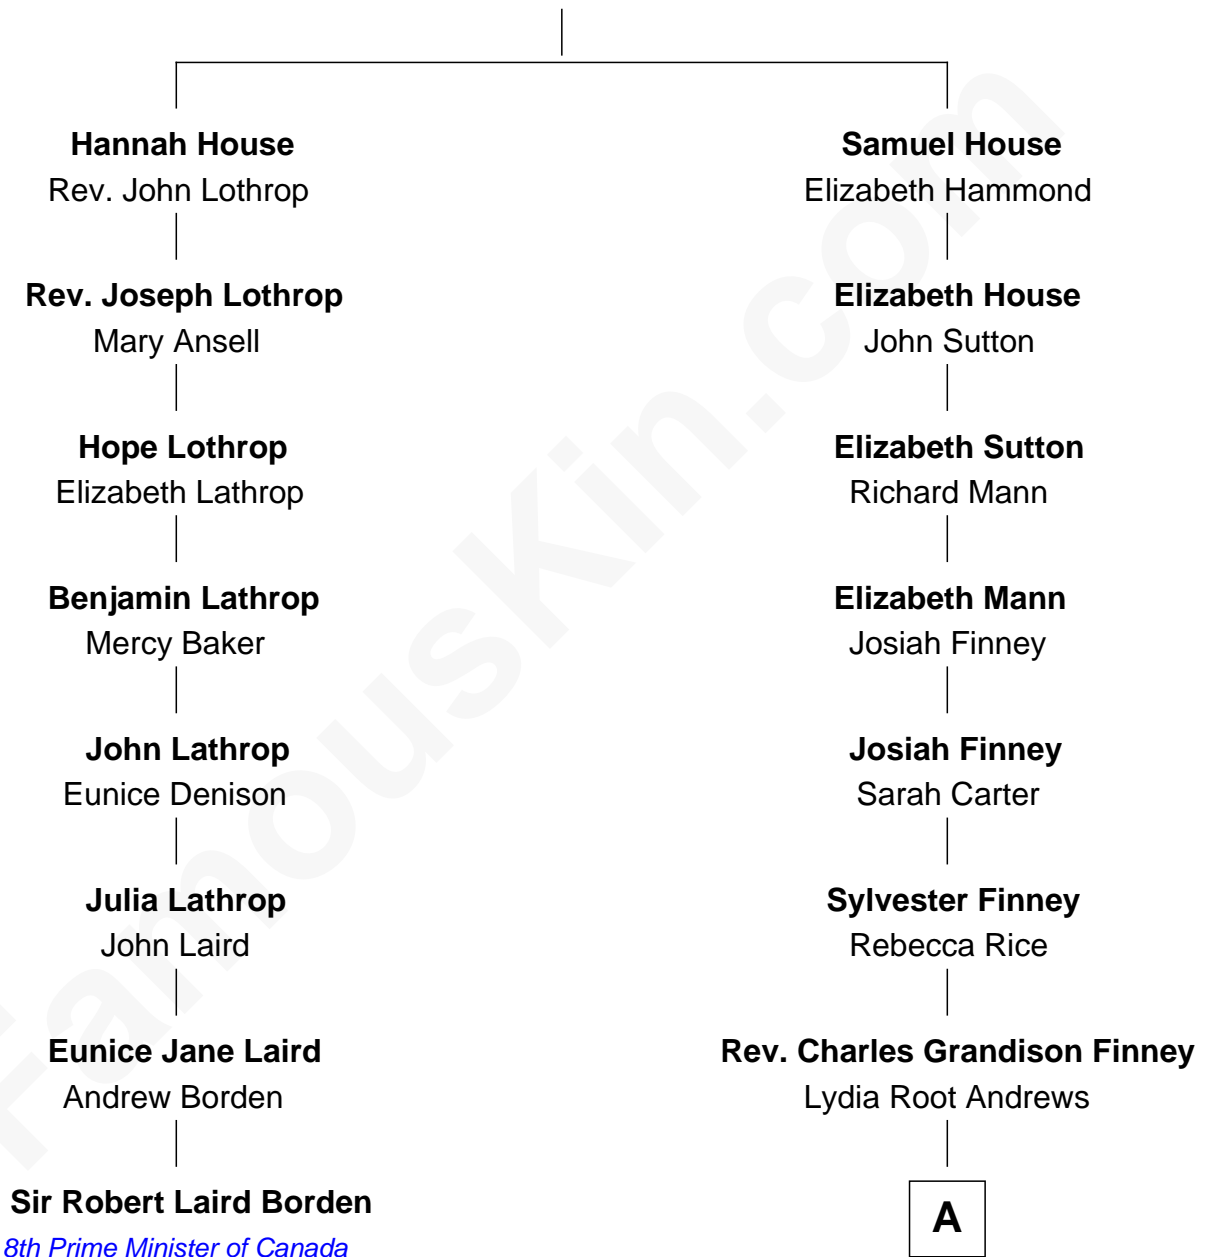 Hannah House
Rev. John Lothrop
Samuel House
Elizabeth Hammond
Rev. Joseph Lothrop
Mary Ansell
Elizabeth House
John Sutton
Hope Lothrop
Elizabeth Lathrop
Elizabeth Sutton
Richard Mann
Benjamin Lathrop
Mercy Baker
Elizabeth Mann
Josiah Finney
John Lathrop
Eunice Denison
Josiah Finney
Sarah Carter
Julia Lathrop
John Laird
Sylvester Finney
Rebecca Rice
Eunice Jane Laird
Andrew Borden
Rev. Charles Grandison Finney
Lydia Root Andrews
Sir Robert Laird Borden
8th Prime Minister of Canada
A
FamousKin.com